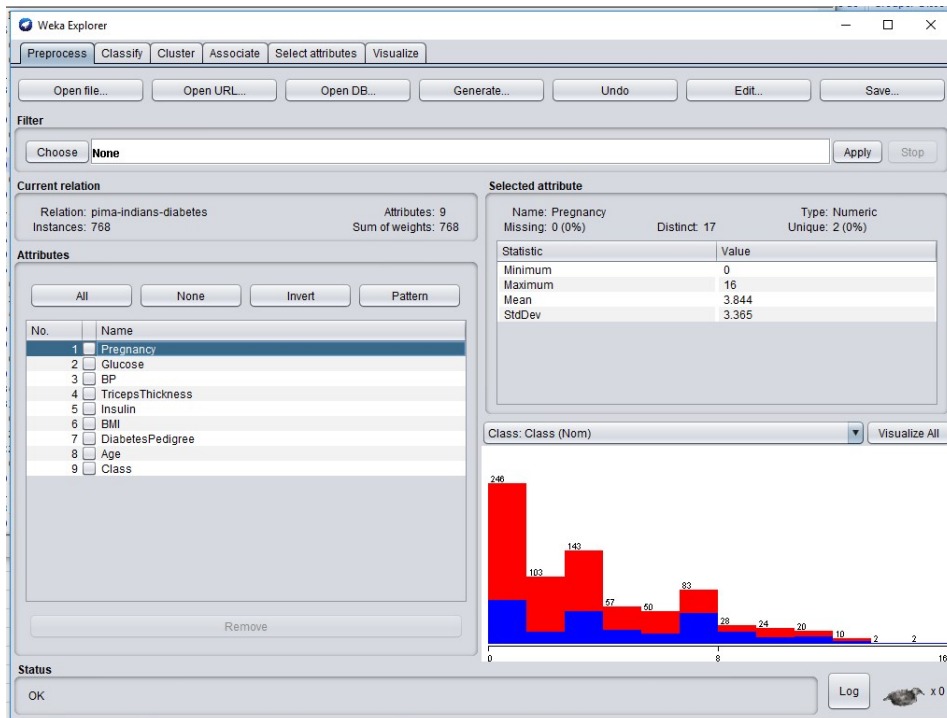 Weka Explorer
Preprocess Classify Cluster Associate Select attributes Visualize
Open file... Open URL... Open DB... Generate... Undo Edit... Save...
Filter
Choose None Apply Stop
Current relation
Relation: pima-indians-diabetes Attributes: 9
Instances: 768 Sum of weights: 768
Attributes
All None Invert Pattern
No. Name
1 Pregnancy
2 Glucose
3 BP
4 TricepsThickness
5 Insulin
6 BMI
7 DiabetesPedigree
8 Age
9 Class
Remove
Selected attribute
Name: Pregnancy Type: Numeric
Missing: 0 (0%) Distinct: 17 Unique: 2 (0%)
Statistic Value
Minimum 0
Maximum 16
Mean 3.844
StdDev 3.365
Class: Class (Nom) Visualize All
246
103
143
57
50
83
28
24
20
10
2
2
0 8 16
Status
OK
Log x 0